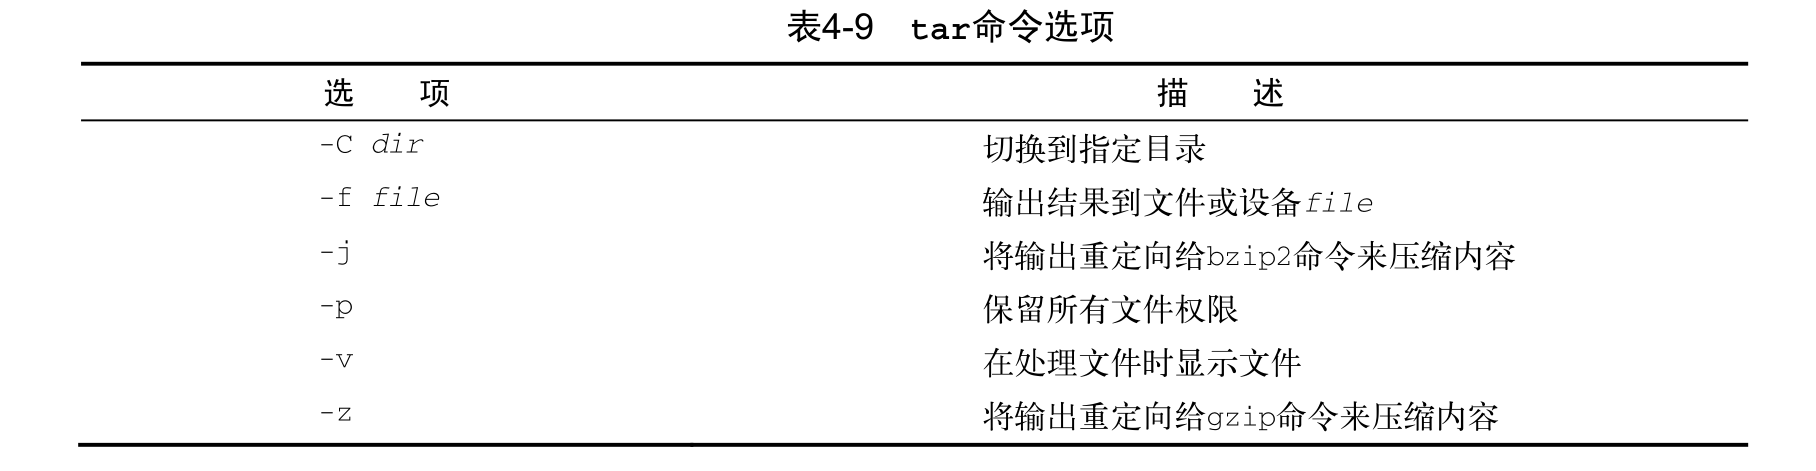 表4-9 tar命令选项
选 项 描 述
-C dir 切换到指定目录
-f file 输出结果到文件或设备file
-j 将输出重定向给bzip2命令来压缩内容
-p 保留所有文件权限
-v 在处理文件时显示文件
-z 将输出重定向给gzip命令来压缩内容